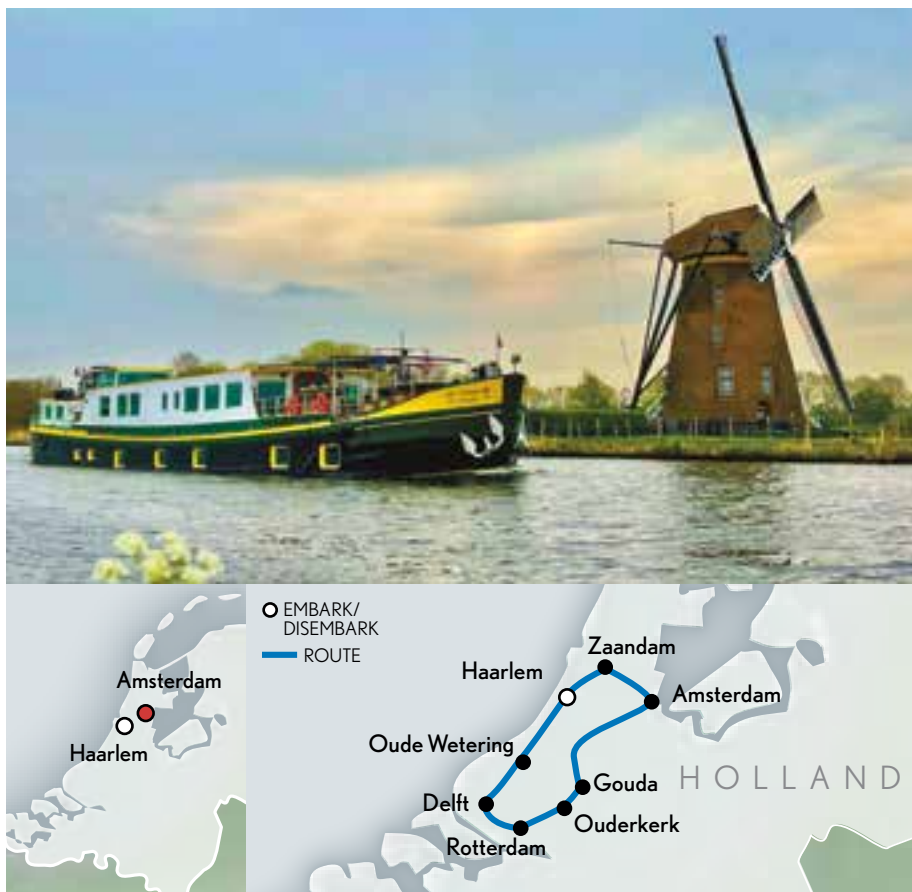 EMBARK/
DISEMBARK
ROUTE
Amsterdam
Haarlem
Zaandam
Haarlem
Amsterdam
Oude Wetering
Gouda
HOLLAND
Delft
Ouderkerk
Rotterdam